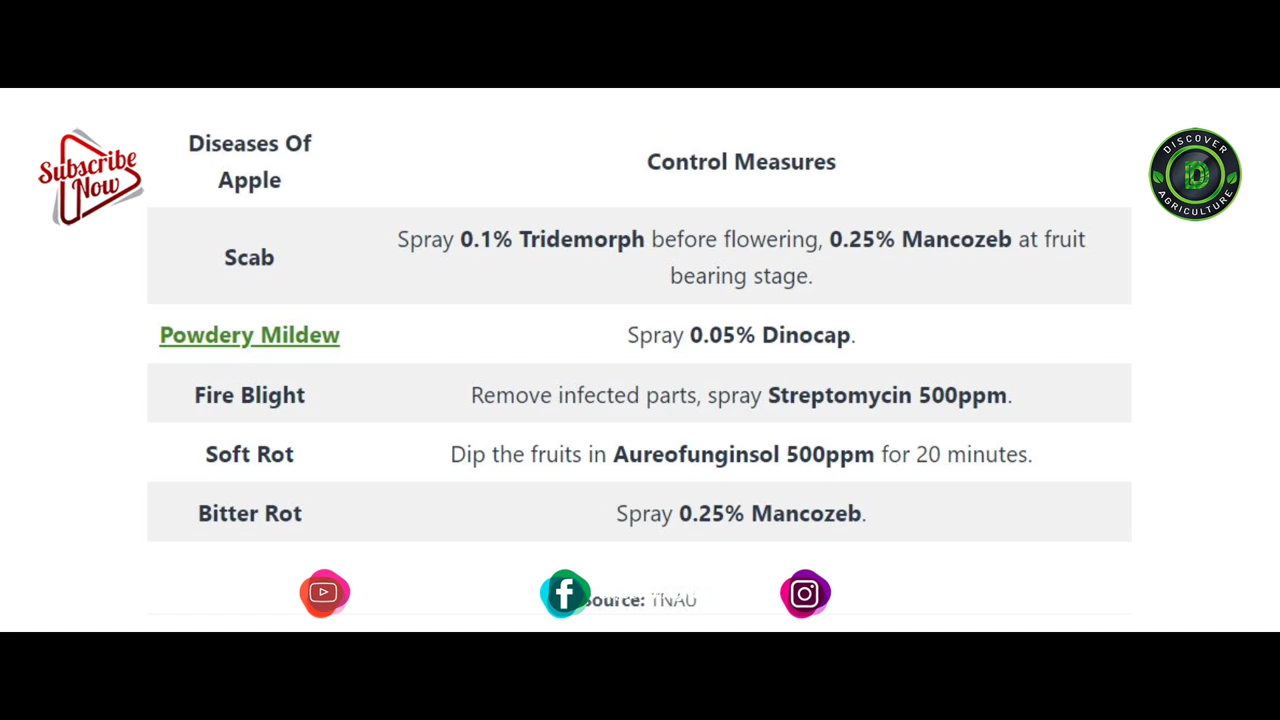 Subscribe
Now
DISCOVER
AGRICULTURE
Diseases Of
Apple
Control Measures
Scab
Spray 0.1% Tridemorph before flowering, 0.25% Mancozeb at fruit
bearing stage.
Powdery Mildew
Spray 0.05% Dinocap.
Fire Blight
Remove infected parts, spray Streptomycin 500ppm.
Soft Rot
Dip the fruits in Aureofunginsol 500ppm for 20 minutes.
Bitter Rot
Spray 0.25% Mancozeb.
Source: TNAU